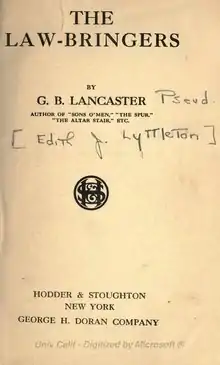 THE
LAW-BRINGERS
BY
G. B. LANCASTER Pseud.
AUTHOR OF "SONS O'MEN," "THE SPUR,"
"THE ALTAR STAIR," ETC.
[Edith J. Lyttleton]
HODDER & STOUGHTON
NEW YORK
GEORGE H. DORAN COMPANY
Univ Calif - Digitized by Microsoft ®